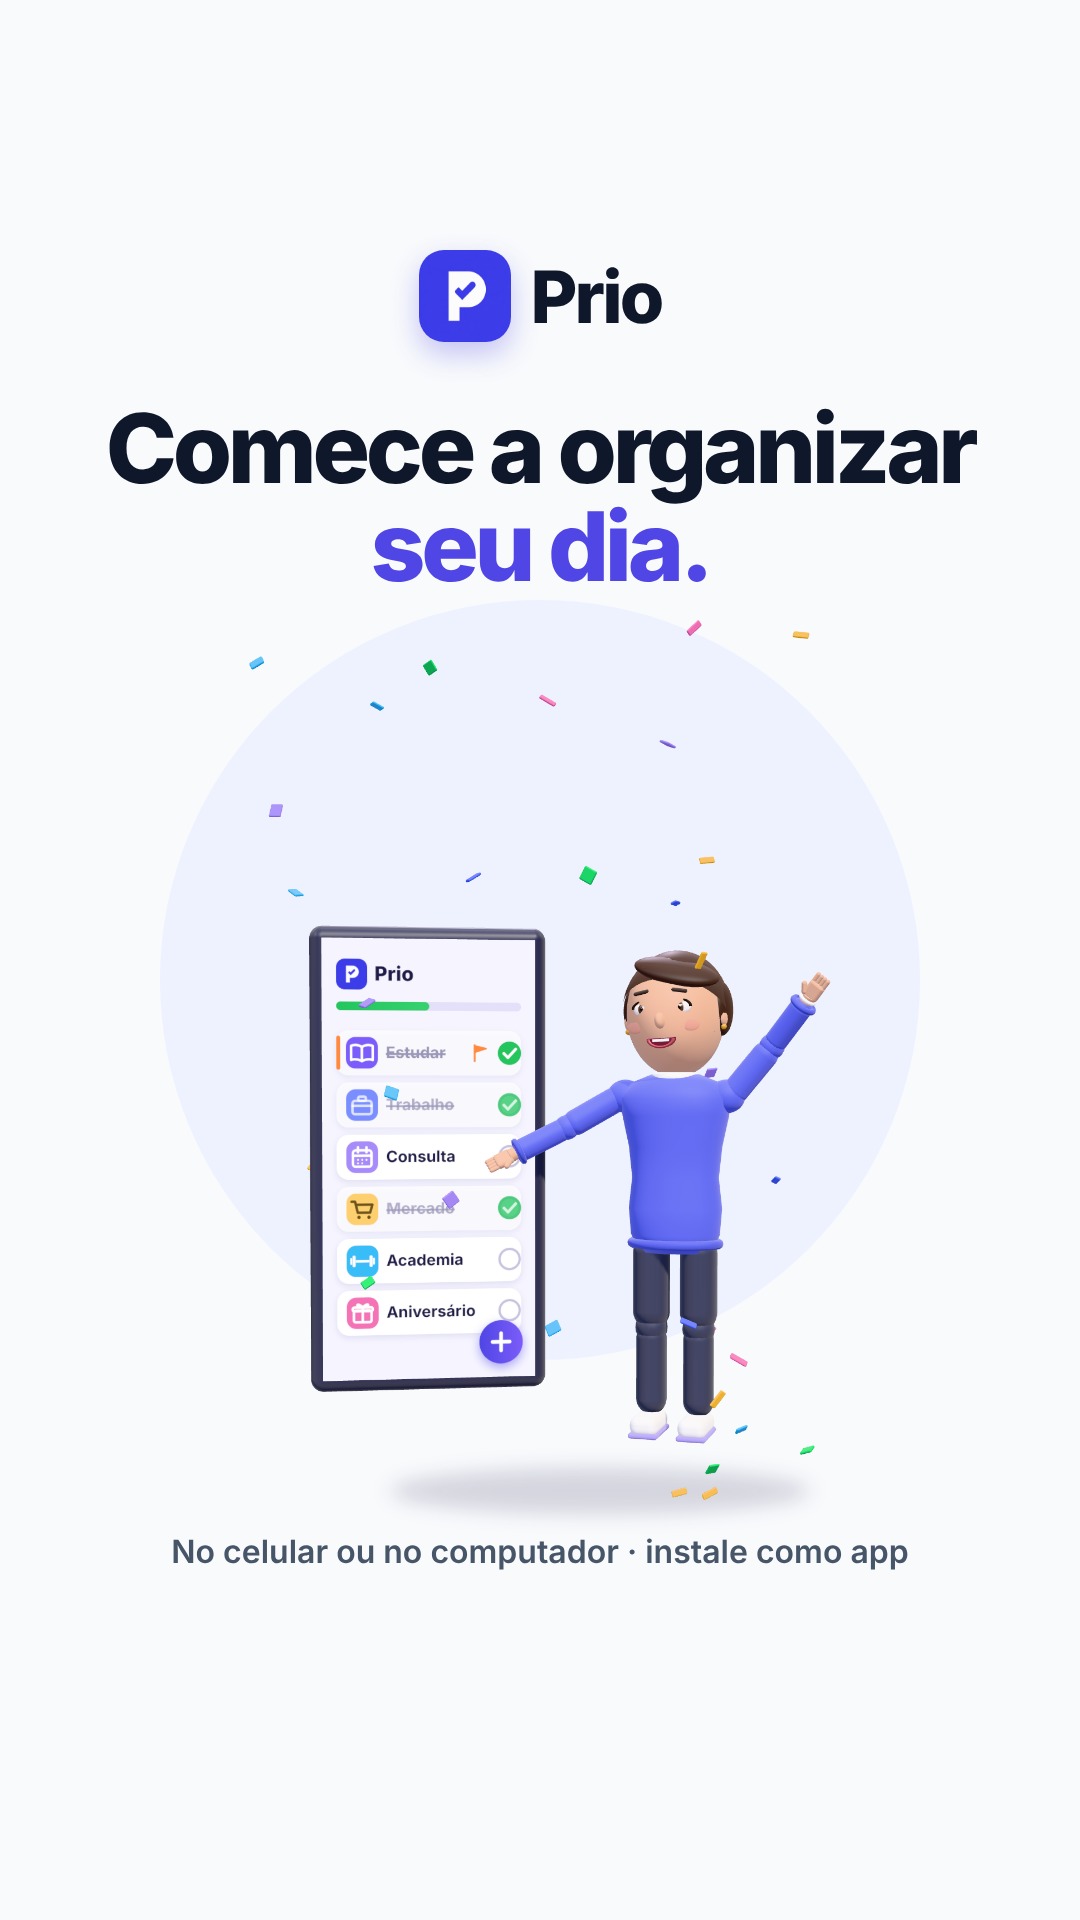 Prio
Comece a organizar
seu dia.
Prio
Estudar
Trabalho
Consulta
Mercado
Academia
Aniversário
No celular ou no computador · instale como app